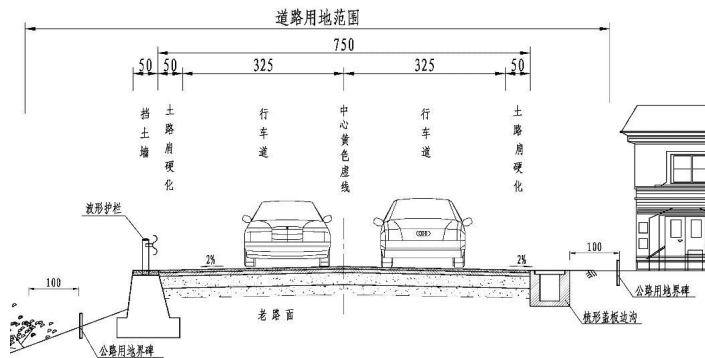 道路用地范围
750
50
50
325
325
50
挡土墙
土路肩硬化
行车道
中心黄色虚线
行车道
土路肩硬化
波形护栏
2%
2%
100
100
老路面
公路用地界碑
公路用地界碑
梳形盖板边沟